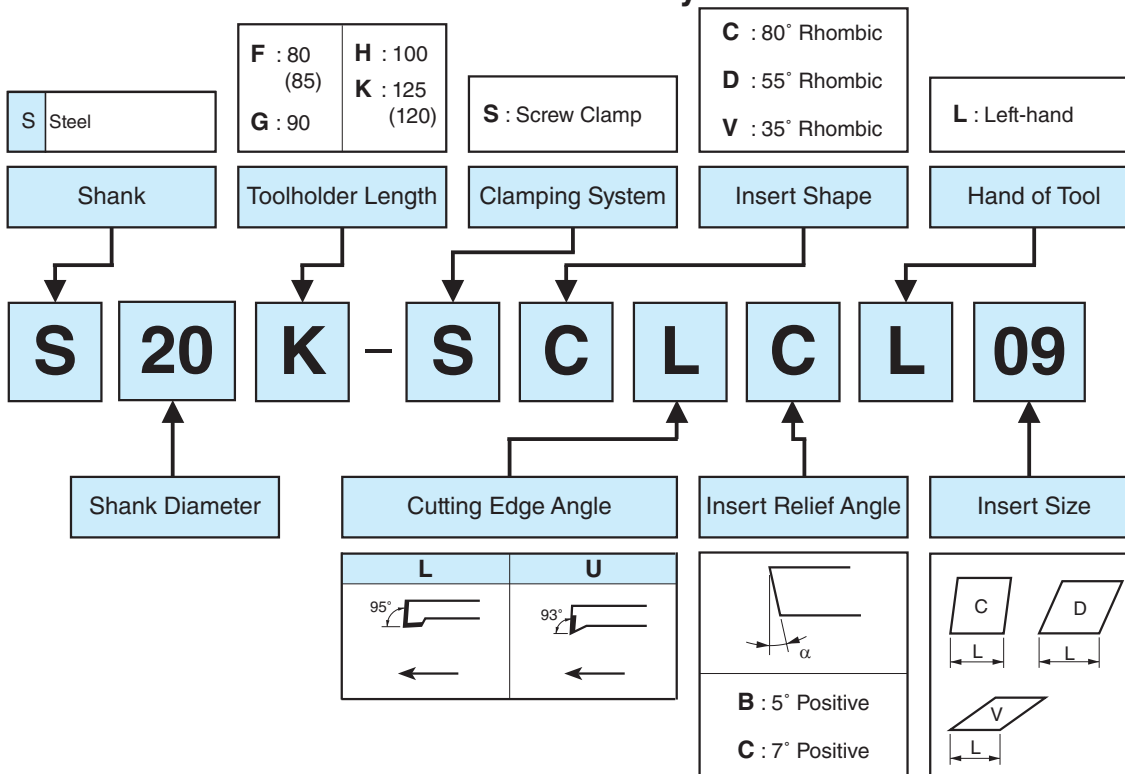 F : 80
(85)
G : 90
H : 100
K : 125
(120)
C : 80° Rhombic
D : 55° Rhombic
V : 35° Rhombic
S Steel
S : Screw Clamp
L : Left-hand
Shank
Toolholder Length
Clamping System
Insert Shape
Hand of Tool
S 20 K – S C L C L 09
Shank Diameter
Cutting Edge Angle
Insert Relief Angle
Insert Size
L
U
95°
93°
α
B : 5° Positive
C : 7° Positive
C
D
L
L
V
L